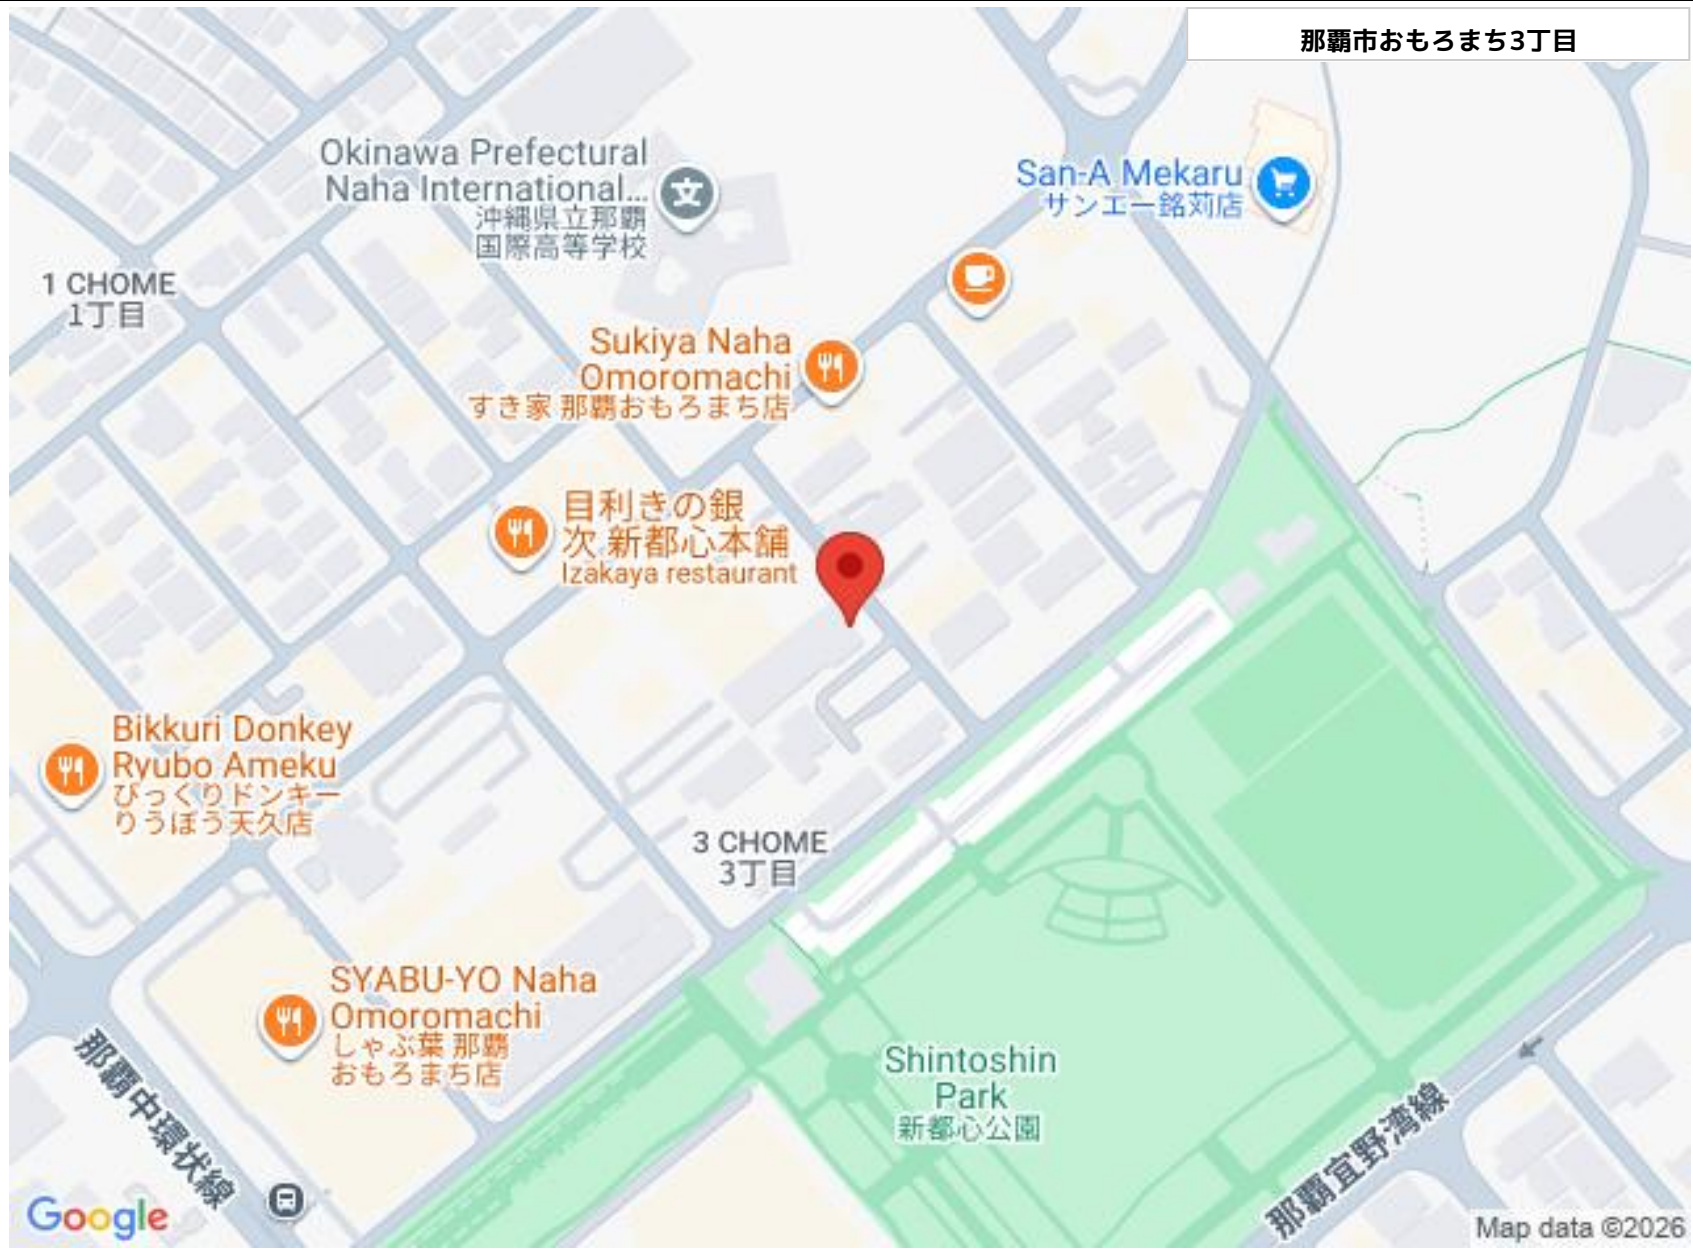 那覇市おもろまち3丁目
Okinawa Prefectural
Naha International...
沖縄県立那覇
国際高等学校
文
San-A Mekaru
サンエー銘苅店
1 CHOME
1丁目
Sukiya Naha
Omoromachi
すき家 那覇おもろまち店
目利きの銀
次 新都心本舗
Izakaya restaurant
Bikkuri Donkey
Ryubo Ameku
びっくりドンキー
りうぼう天久店
3 CHOME
3丁目
SYABU-YO Naha
Omoromachi
しゃぶ葉 那覇
おもろまち店
Shintoshin
Park
新都心公園
那覇中環状線
那覇宜野湾線
Google
Map data ©2026